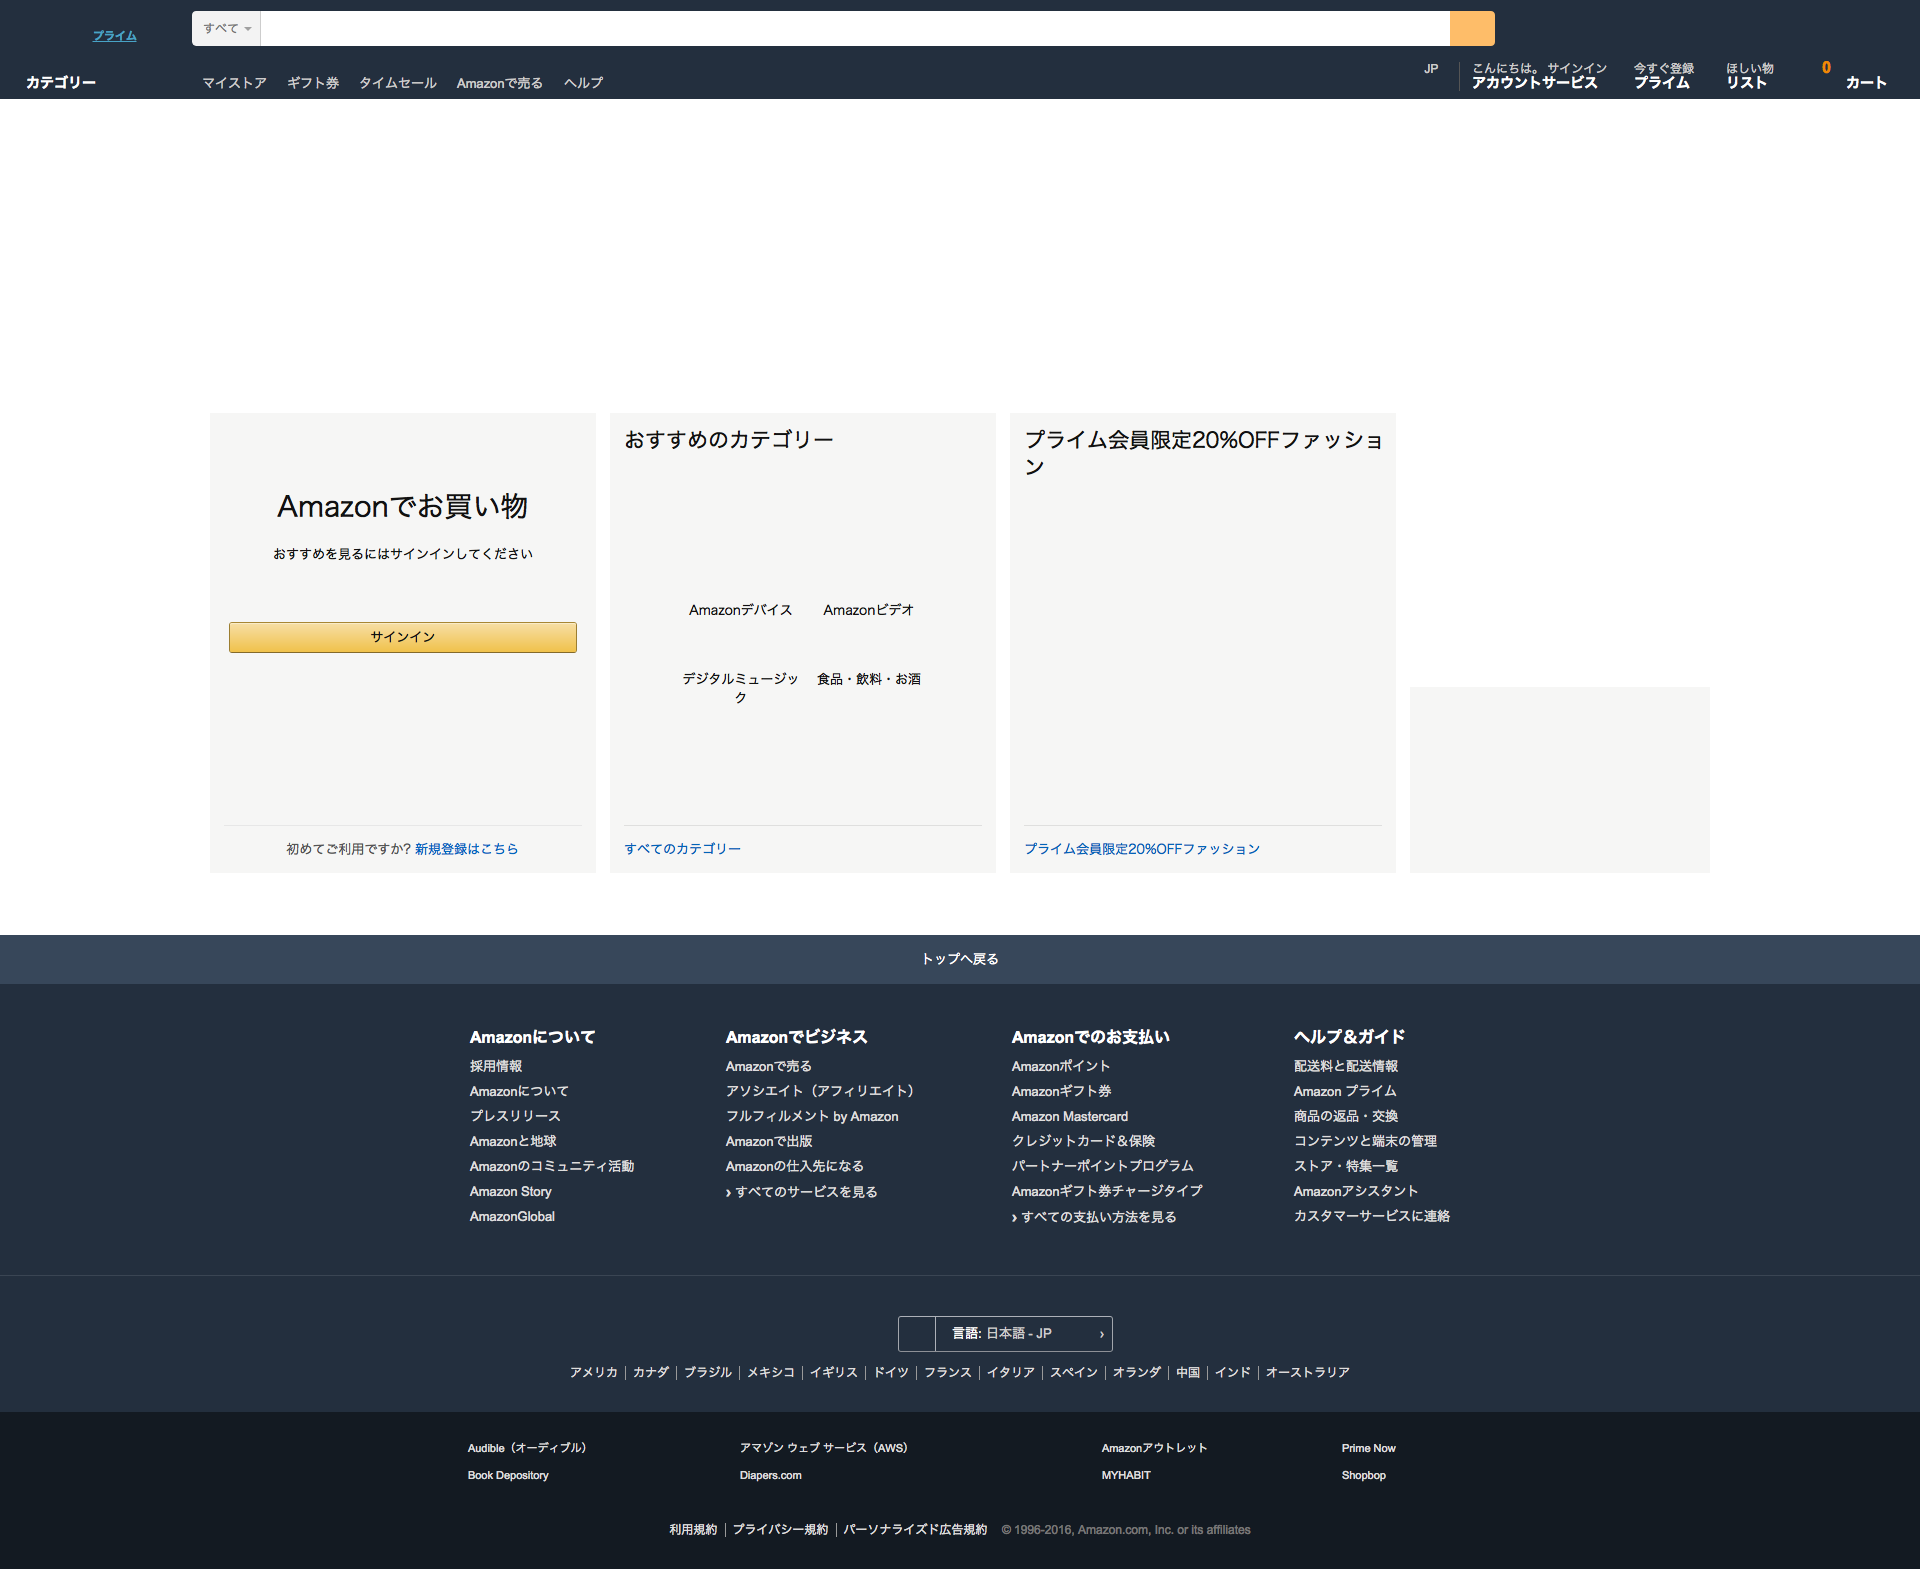 プライム
すべて
カテゴリー
マイストア ギフト券 タイムセール Amazonで売る ヘルプ
JP
こんにちは。 サインイン
アカウントサービス
今すぐ登録
プライム
ほしい物
リスト
0
カート
Amazonでお買い物
おすすめを見るにはサインインしてください
サインイン
初めてご利用ですか? 新規登録はこちら
おすすめのカテゴリー
Amazonデバイス
Amazonビデオ
デジタルミュージッ
ク
食品・飲料・お酒
すべてのカテゴリー
プライム会員限定20%OFFファッショ
ン
プライム会員限定20%OFFファッション
トップへ戻る
Amazonについて
採用情報
Amazonについて
プレスリリース
Amazonと地球
Amazonのコミュニティ活動
Amazon Story
AmazonGlobal
Amazonでビジネス
Amazonで売る
アソシエイト（アフィリエイト）
フルフィルメント by Amazon
Amazonで出版
Amazonの仕入先になる
› すべてのサービスを見る
Amazonでのお支払い
Amazonポイント
Amazonギフト券
Amazon Mastercard
クレジットカード＆保険
パートナーポイントプログラム
Amazonギフト券チャージタイプ
› すべての支払い方法を見る
ヘルプ＆ガイド
配送料と配送情報
Amazon プライム
商品の返品・交換
コンテンツと端末の管理
ストア・特集一覧
Amazonアシスタント
カスタマーサービスに連絡
言語: 日本語 - JP ›
アメリカ カナダ ブラジル メキシコ イギリス ドイツ フランス イタリア スペイン オランダ 中国 インド オーストラリア
Audible（オーディブル） アマゾン ウェブ サービス（AWS） Amazonアウトレット Prime Now
Book Depository Diapers.com MYHABIT Shopbop
利用規約 プライバシー規約 パーソナライズド広告規約 © 1996-2016, Amazon.com, Inc. or its affiliates